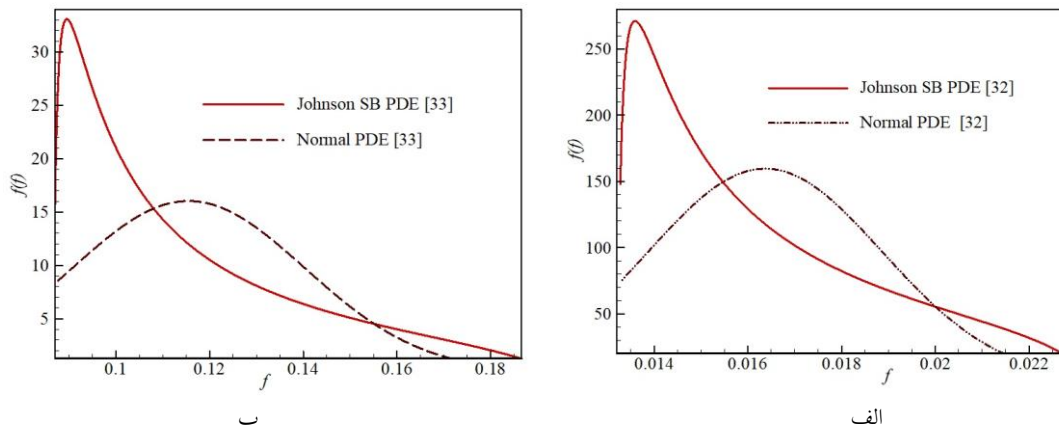 30
25
20
15
10
5
f(f)
Johnson SB PDE [33]
Normal PDE [33]
0.1
0.12
0.14
0.16
0.18
f
ب
250
200
150
100
50
f(f)
Johnson SB PDE [32]
Normal PDE [32]
0.014
0.016
0.018
0.02
0.022
f
الف